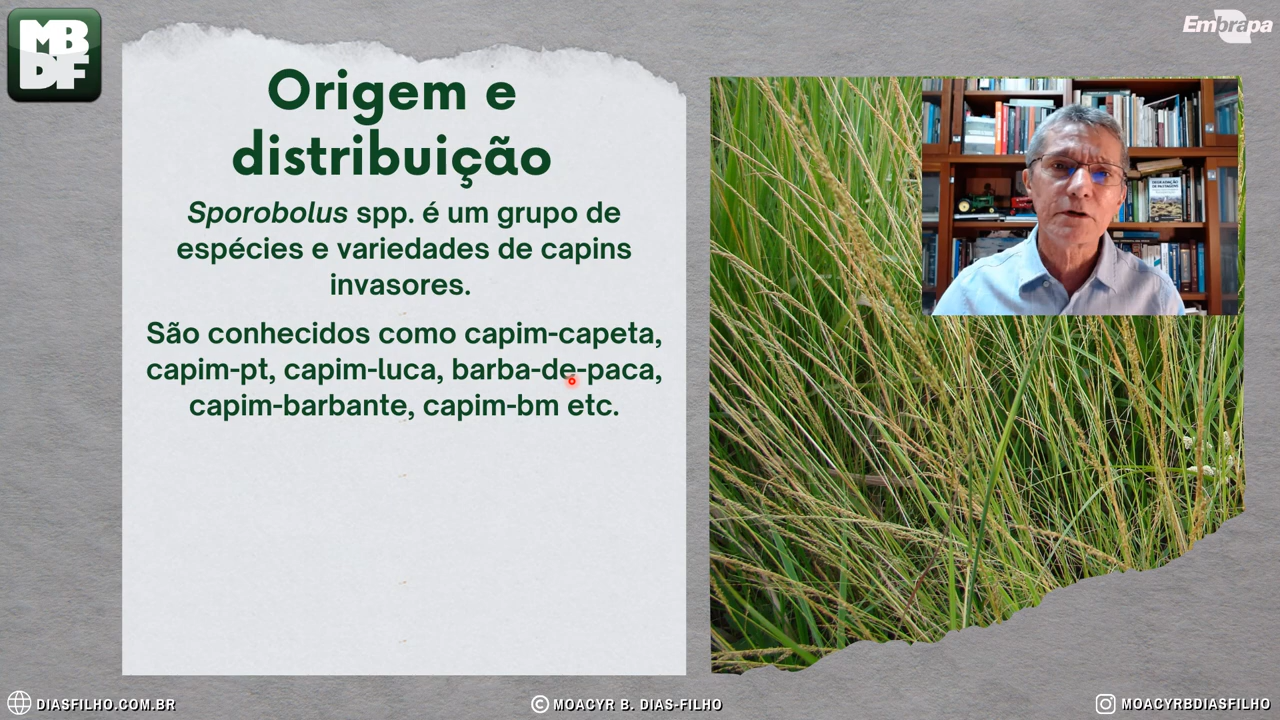 MB
DF
Embrapa
Origem e
distribuição
Sporobolus spp. é um grupo de
espécies e variedades de capins
invasores.
São conhecidos como capim-capeta,
capim-pt, capim-luca, barba-de-paca,
capim-barbante, capim-bm etc.
DIASFILHO.COM.BR
© MOACYR B. DIAS-FILHO
MOACYRBDIASFILHO